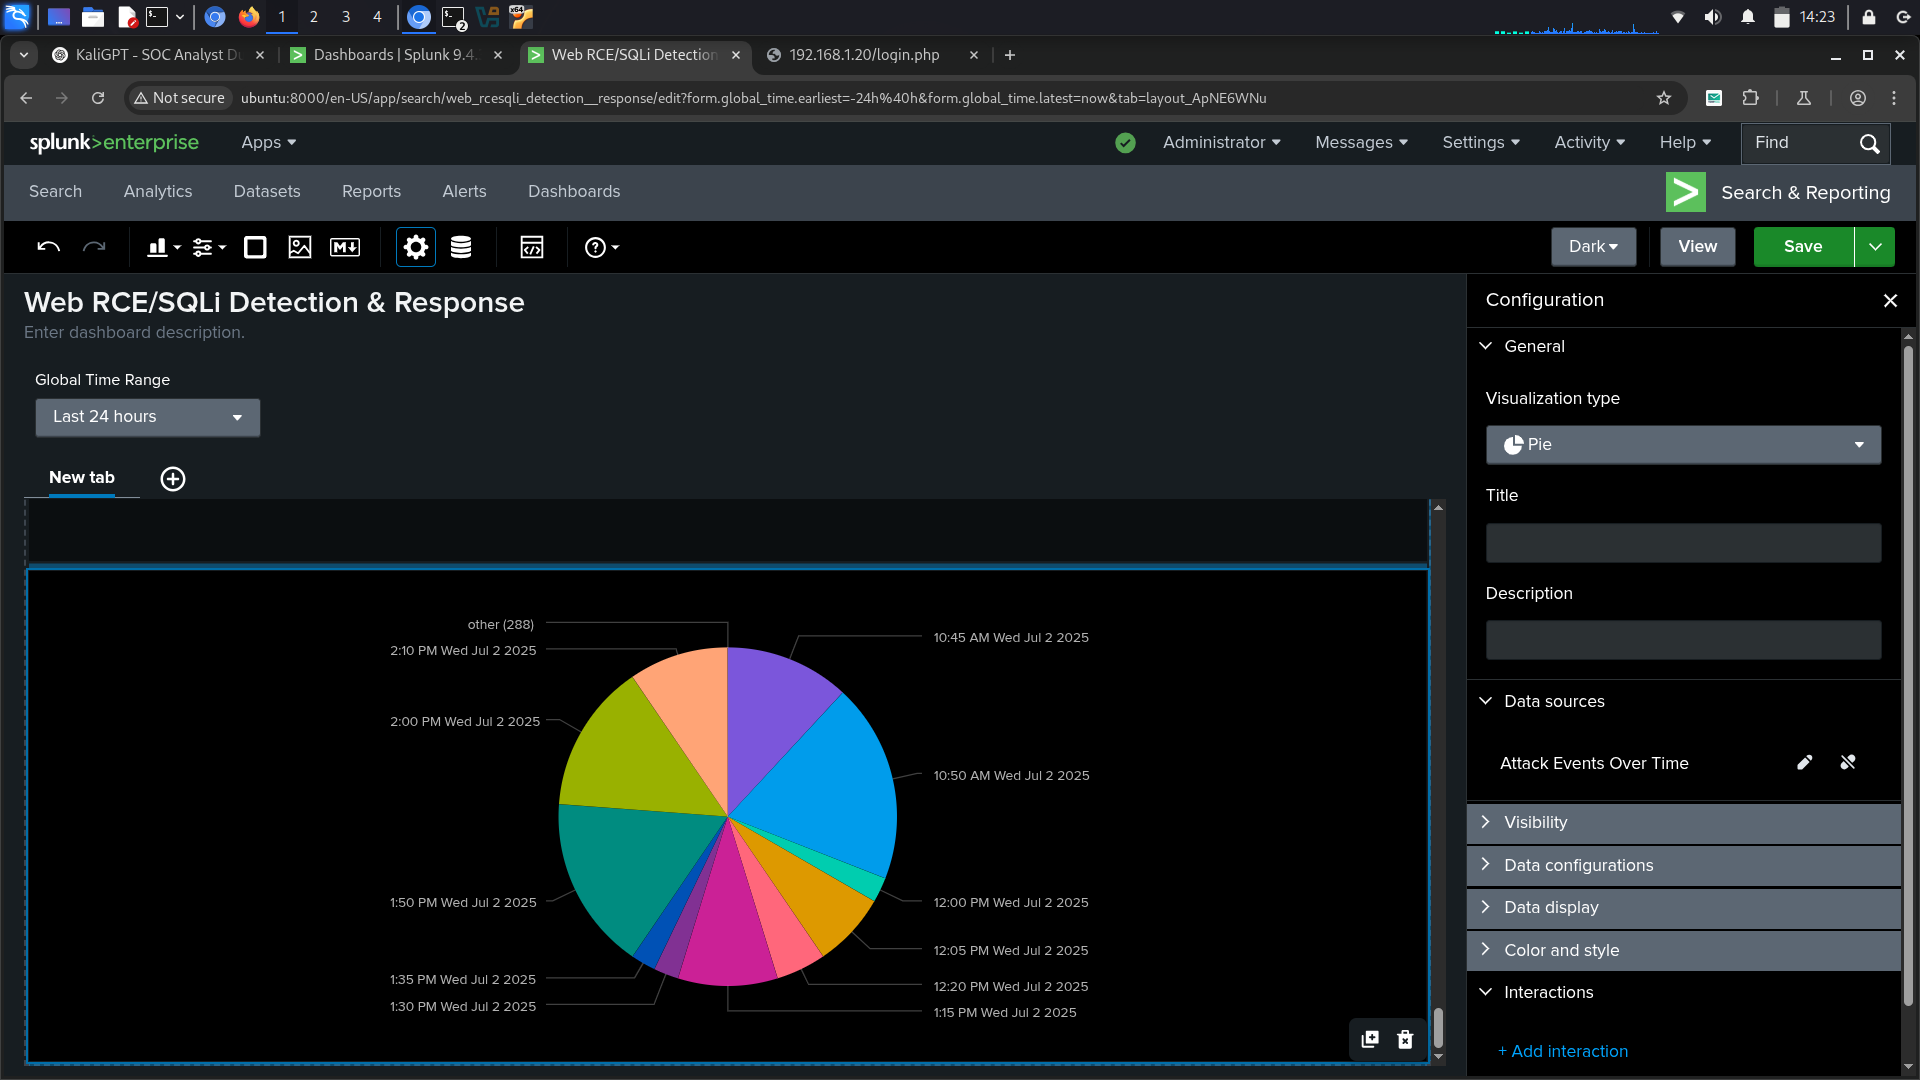 1
2
3
4
2
x64
14:23
KaliGPT - SOC Analyst Du
Dashboards | Splunk 9.4.
Web RCE/SQLi Detection
192.168.1.20/login.php
Not secure
ubuntu:8000/en-US/app/search/web_rcesqli_detection__response/edit?form.global_time.earliest=-24h%40h&form.global_time.latest=now&tab=layout_ApNE6WNu
splunk>enterprise
Apps
Administrator
Messages
Settings
Activity
Help
Find
Search
Analytics
Datasets
Reports
Alerts
Dashboards
Search & Reporting
Dark
View
Save
Web RCE/SQLi Detection & Response
Enter dashboard description.
Global Time Range
Last 24 hours
New tab
other (288)
2:10 PM Wed Jul 2 2025
2:00 PM Wed Jul 2 2025
1:50 PM Wed Jul 2 2025
1:35 PM Wed Jul 2 2025
1:30 PM Wed Jul 2 2025
10:45 AM Wed Jul 2 2025
10:50 AM Wed Jul 2 2025
12:00 PM Wed Jul 2 2025
12:05 PM Wed Jul 2 2025
12:20 PM Wed Jul 2 2025
1:15 PM Wed Jul 2 2025
Configuration
General
Visualization type
Pie
Title
Description
Data sources
Attack Events Over Time
Visibility
Data configurations
Data display
Color and style
Interactions
+ Add interaction